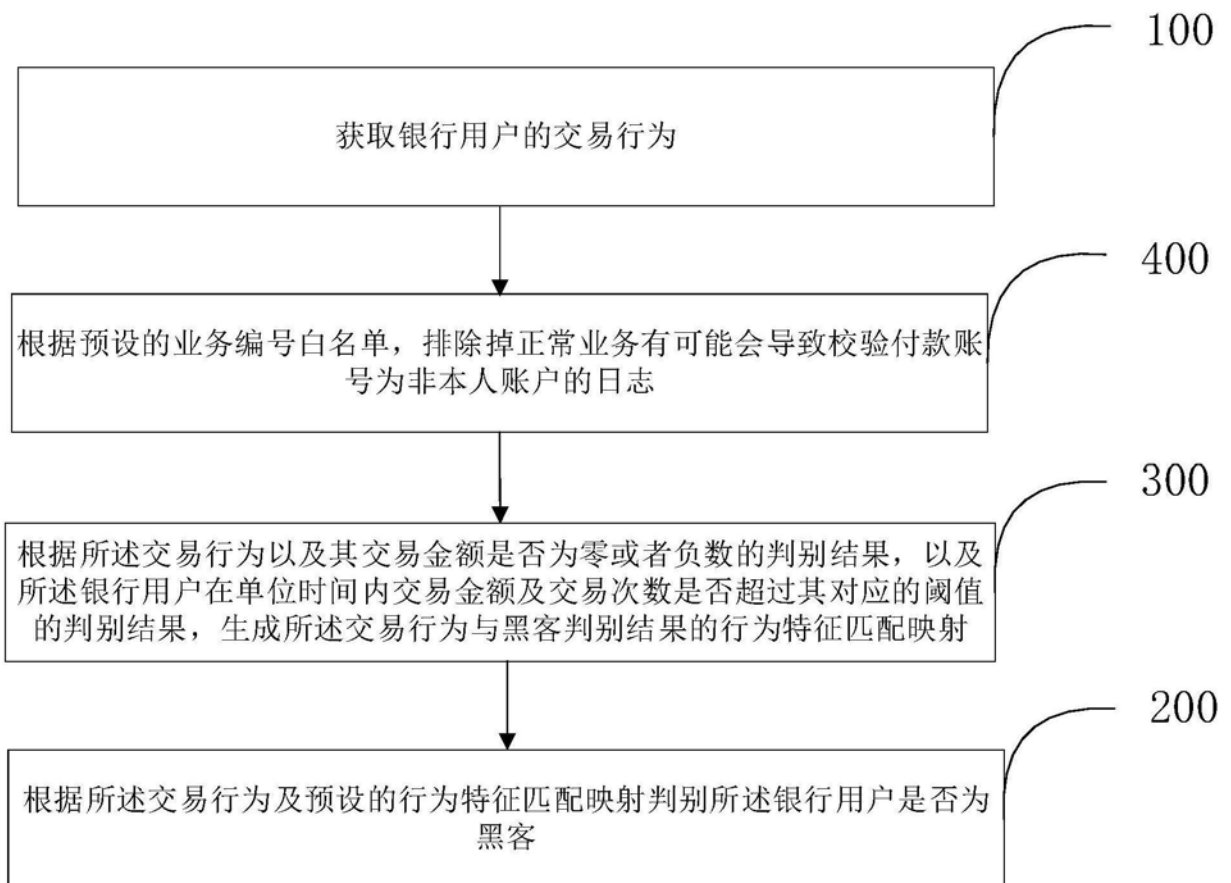 100
获取银行用户的交易行为
400
根据预设的业务编号白名单，排除掉正常业务有可能会导致校验付款账
号为非本人账户的日志
300
根据所述交易行为以及其交易金额是否为零或者负数的判别结果，以及
所述银行用户在单位时间内交易金额及交易次数是否超过其对应的阈值
的判别结果，生成所述交易行为与黑客判别结果的行为特征匹配映射
200
根据所述交易行为及预设的行为特征匹配映射判别所述银行用户是否为
黑客